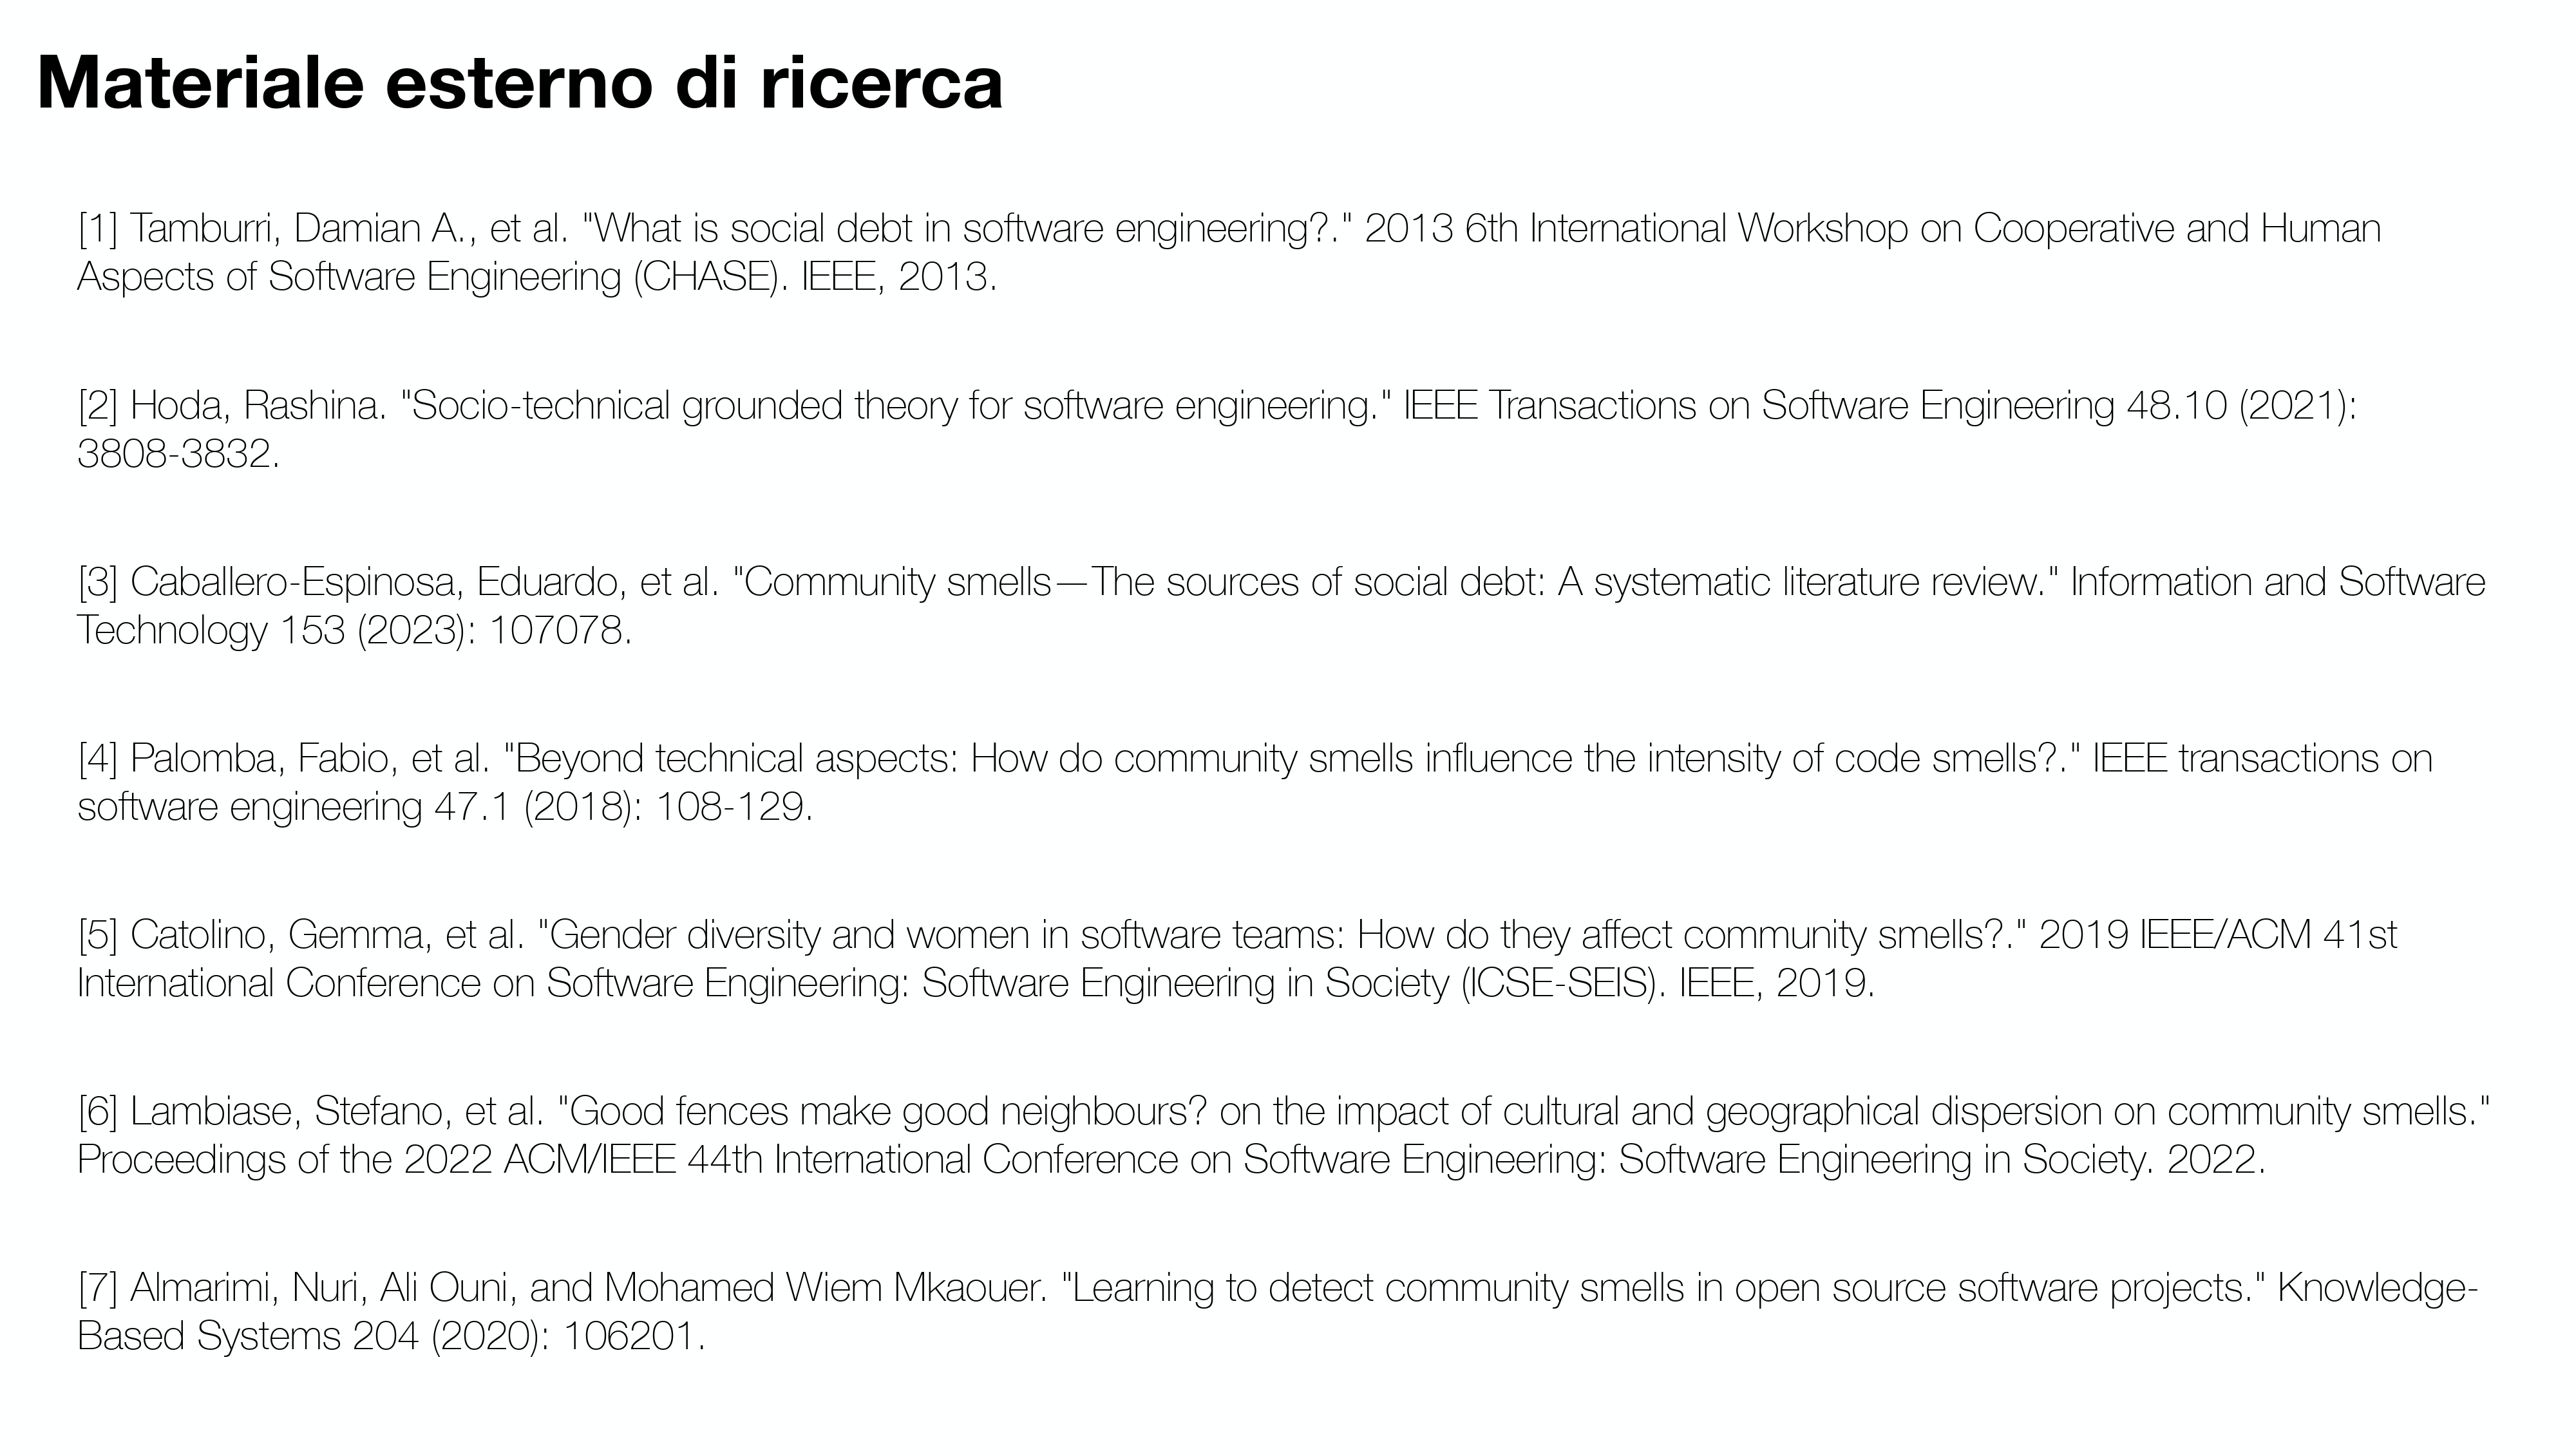 Materiale esterno di ricerca
[1] Tamburri, Damian A., et al. "What is social debt in software engineering?." 2013 6th International Workshop on Cooperative and Human
Aspects of Software Engineering (CHASE). IEEE, 2013.
[2] Hoda, Rashina. "Socio-technical grounded theory for software engineering." IEEE Transactions on Software Engineering 48.10 (2021):
3808-3832.
[3] Caballero-Espinosa, Eduardo, et al. "Community smells—The sources of social debt: A systematic literature review." Information and Software
Technology 153 (2023): 107078.
[4] Palomba, Fabio, et al. "Beyond technical aspects: How do community smells influence the intensity of code smells?." IEEE transactions on
software engineering 47.1 (2018): 108-129.
[5] Catolino, Gemma, et al. "Gender diversity and women in software teams: How do they affect community smells?." 2019 IEEE/ACM 41st
International Conference on Software Engineering: Software Engineering in Society (ICSE-SEIS). IEEE, 2019.
[6] Lambiase, Stefano, et al. "Good fences make good neighbours? on the impact of cultural and geographical dispersion on community smells."
Proceedings of the 2022 ACM/IEEE 44th International Conference on Software Engineering: Software Engineering in Society. 2022.
[7] Almarimi, Nuri, Ali Ouni, and Mohamed Wiem Mkaouer. "Learning to detect community smells in open source software projects." Knowledge-
Based Systems 204 (2020): 106201.